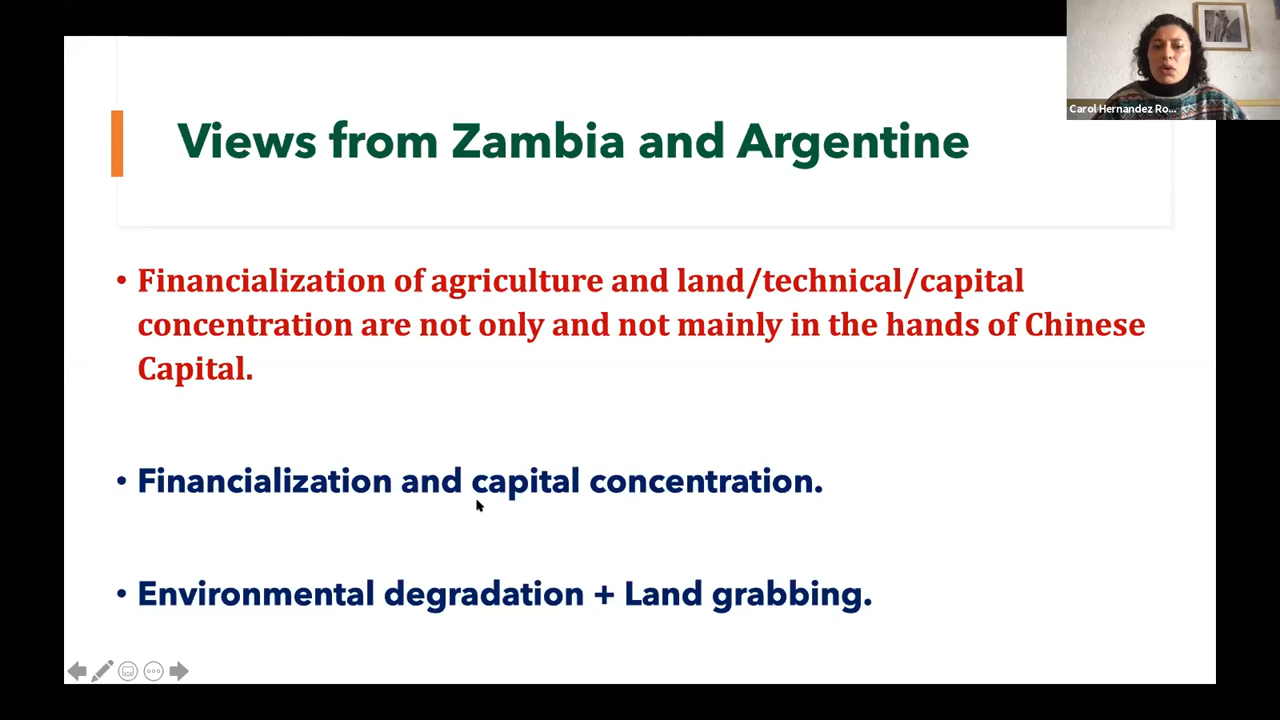 Views from Zambia and Argentine
• Financialization of agriculture and land/technical/capital
concentration are not only and not mainly in the hands of Chinese
Capital.
• Financialization and capital concentration.
• Environmental degradation + Land grabbing.
Carol Hernandez Ro...